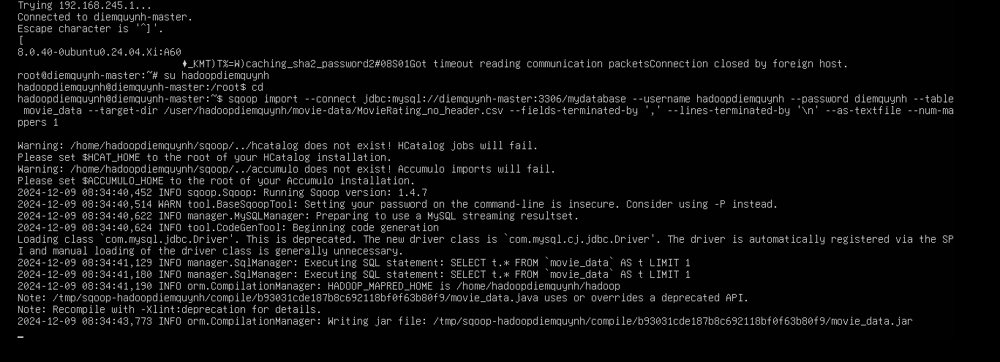 Trying 192.168.245.1...
Connected to diemquynh-master.
Escape character is '^]'.
[
8.0.40-0ubuntu0.24.04.Xi:A60
♦_KMT)T%=W)caching_sha2_password2#08S01Got timeout reading communication packetsConnection closed by foreign host.
root@diemquynh-master:~# su hadoopdiemquynh
hadoopdiemquynh@diemquynh-master:/root$ cd
hadoopdiemquynh@diemquynh-master:~$ sqoop import --connect jdbc:mysql://diemquynh-master:3306/mydatabase --username hadoopdiemquynh --password diemquynh --table
movie_data --target-dir /user/hadoopdiemquynh/movie-data/MovieRating_no_header.csv --fields-terminated-by ',' --lines-terminated-by '\n' --as-textfile --num-ma
ppers 1
Warning: /home/hadoopdiemquynh/sqoop/../hcatalog does not exist! HCatalog jobs will fail.
Please set $HCAT_HOME to the root of your HCatalog installation.
Warning: /home/hadoopdiemquynh/sqoop/../accumulo does not exist! Accumulo imports will fail.
Please set $ACCUMULO_HOME to the root of your Accumulo installation.
2024-12-09 08:34:40,452 INFO sqoop.Sqoop: Running Sqoop version: 1.4.7
2024-12-09 08:34:40,514 WARN tool.BaseSqoopTool: Setting your password on the command-line is insecure. Consider using -P instead.
2024-12-09 08:34:40,622 INFO manager.MySQLManager: Preparing to use a MySQL streaming resultset.
2024-12-09 08:34:40,624 INFO tool.CodeGenTool: Beginning code generation
Loading class `com.mysql.jdbc.Driver'. This is deprecated. The new driver class is `com.mysql.cj.jdbc.Driver'. The driver is automatically registered via the SP
I and manual loading of the driver class is generally unnecessary.
2024-12-09 08:34:41,129 INFO manager.SqlManager: Executing SQL statement: SELECT t.* FROM `movie_data` AS t LIMIT 1
2024-12-09 08:34:41,180 INFO manager.SqlManager: Executing SQL statement: SELECT t.* FROM `movie_data` AS t LIMIT 1
2024-12-09 08:34:41,190 INFO orm.CompilationManager: HADOOP_MAPRED_HOME is /home/hadoopdiemquynh/hadoop
Note: /tmp/sqoop-hadoopdiemquynh/compile/b93031cde187b8c692118bf0f63b80f9/movie_data.java uses or overrides a deprecated API.
Note: Recompile with -Xlint:deprecation for details.
2024-12-09 08:34:43,773 INFO orm.CompilationManager: Writing jar file: /tmp/sqoop-hadoopdiemquynh/compile/b93031cde187b8c692118bf0f63b80f9/movie_data.jar